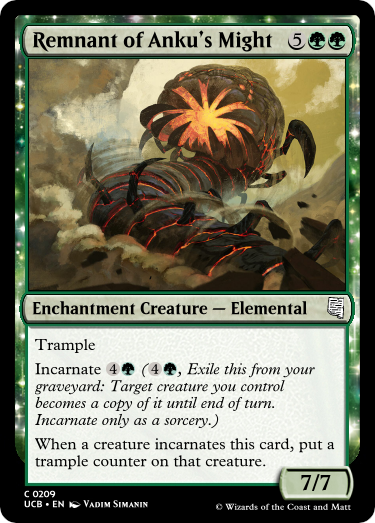 Remnant of Anku's Might 5
Enchantment Creature — Elemental
Trample
Incarnate 4 (4, Exile this from your
graveyard: Target creature you control
becomes a copy of it until end of turn.
Incarnate only as a sorcery.)
When a creature incarnates this card, put a
trample counter on that creature.
7/7
C 0209
UCB • EN Vadim Simanin
© Wizards of the Coast and Matt